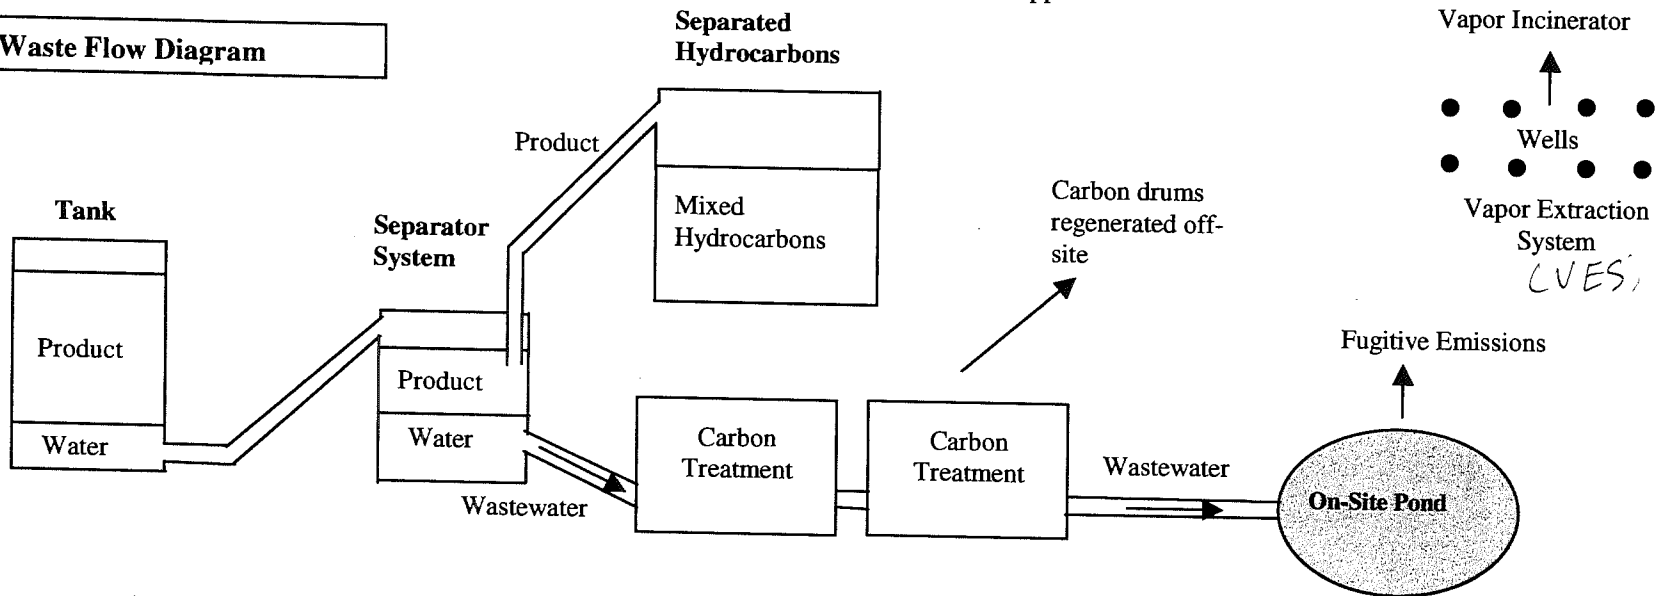 Waste Flow Diagram
Separated
Hydrocarbons
Vapor Incinerator
Product
Wells
Mixed
Hydrocarbons
Carbon drums
regenerated off-
site
Vapor Extraction
System
(VES)
Tank
Separator
System
Product
Water
Product
Water
Wastewater
Carbon
Treatment
Carbon
Treatment
Wastewater
Fugitive Emissions
On-Site Pond